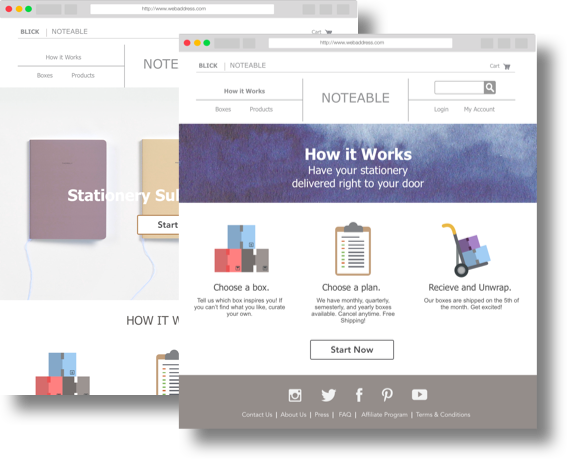 http://www.webaddress.com
BLICK | NOTEABLE
Cart
How it Works
Boxes Products
NOTE
Stationery Su
Start
HOW IT W
http://www.webaddress.com
BLICK | NOTEABLE
Cart
How it Works
Boxes Products
NOTEABLE
Login My Account
How it Works
Have your stationery
delivered right to your door
Choose a box.
Tell us which box inspires you! If
you can't find what you like, curate
your own.
Choose a plan.
We have monthly, quarterly,
semesterly, and yearly boxes
available. Cancel anytime. Free
Shipping!
Recieve and Unwrap.
Our boxes are shipped on the 5th of
the month. Get excited!
Start Now
Contact Us | About Us | Press | FAQ | Affiliate Program | Terms & Conditions